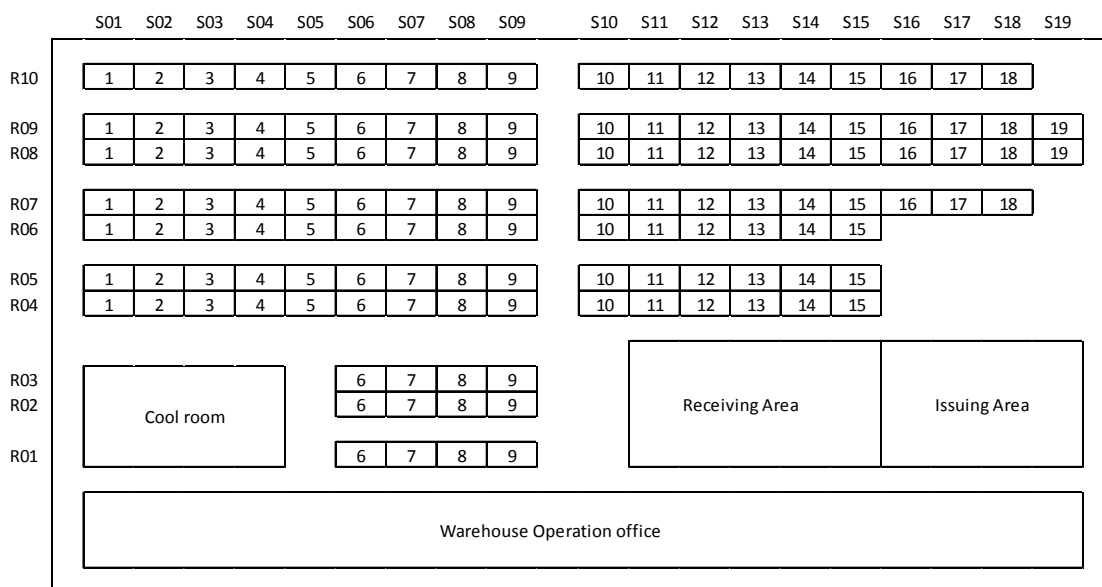 S01 S02 S03 S04 S05 S06 S07 S08 S09 S10 S11 S12 S13 S14 S15 S16 S17 S18 S19
R10 1 2 3 4 5 6 7 8 9 10 11 12 13 14 15 16 17 18
R09 1 2 3 4 5 6 7 8 9 10 11 12 13 14 15 16 17 18 19
R08 1 2 3 4 5 6 7 8 9 10 11 12 13 14 15 16 17 18 19
R07 1 2 3 4 5 6 7 8 9 10 11 12 13 14 15 16 17 18
R06 1 2 3 4 5 6 7 8 9 10 11 12 13 14 15
R05 1 2 3 4 5 6 7 8 9 10 11 12 13 14 15
R04 1 2 3 4 5 6 7 8 9 10 11 12 13 14 15
R03 6 7 8 9
R02 6 7 8 9 Receiving Area Issuing Area
Cool room
R01 6 7 8 9
Warehouse Operation office